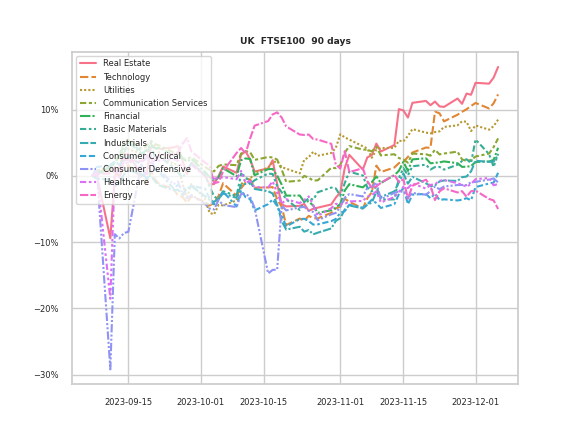 UK FTSE100 90 days
Real Estate
Technology
Utilities
Communication Services
Financial
Basic Materials
Industrials
Consumer Cyclical
Consumer Defensive
Healthcare
Energy
10%
0%
−10%
−20%
−30%
2023-09-15 2023-10-01 2023-10-15 2023-11-01 2023-11-15 2023-12-01